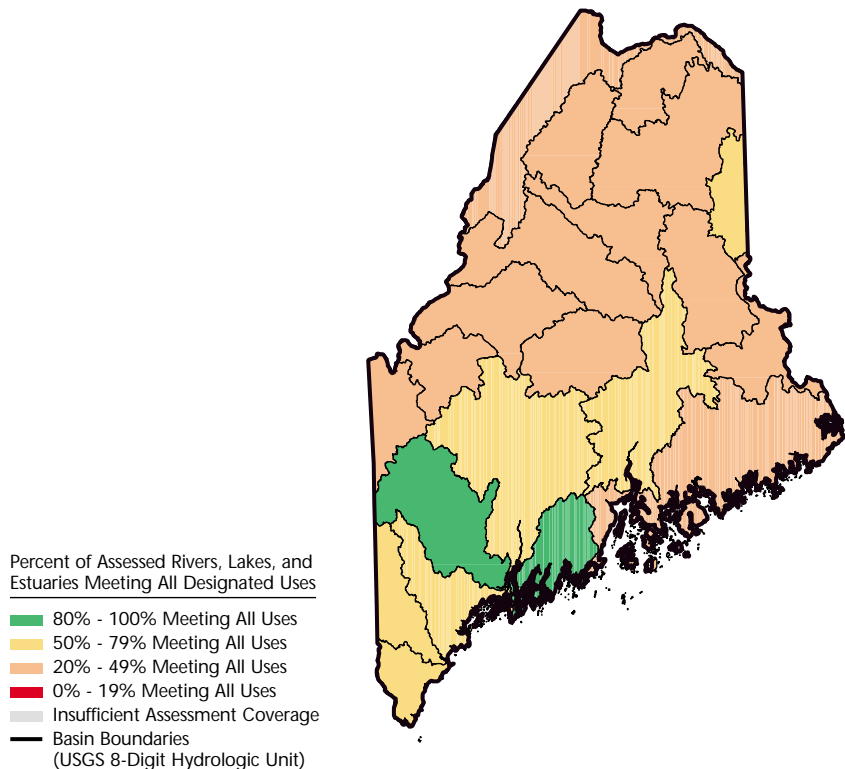 Percent of Assessed Rivers, Lakes, and
Estuaries Meeting All Designated Uses
80% - 100% Meeting All Uses
50% - 79% Meeting All Uses
20% - 49% Meeting All Uses
0% - 19% Meeting All Uses
Insufficient Assessment Coverage
Basin Boundaries
(USGS 8-Digit Hydrologic Unit)